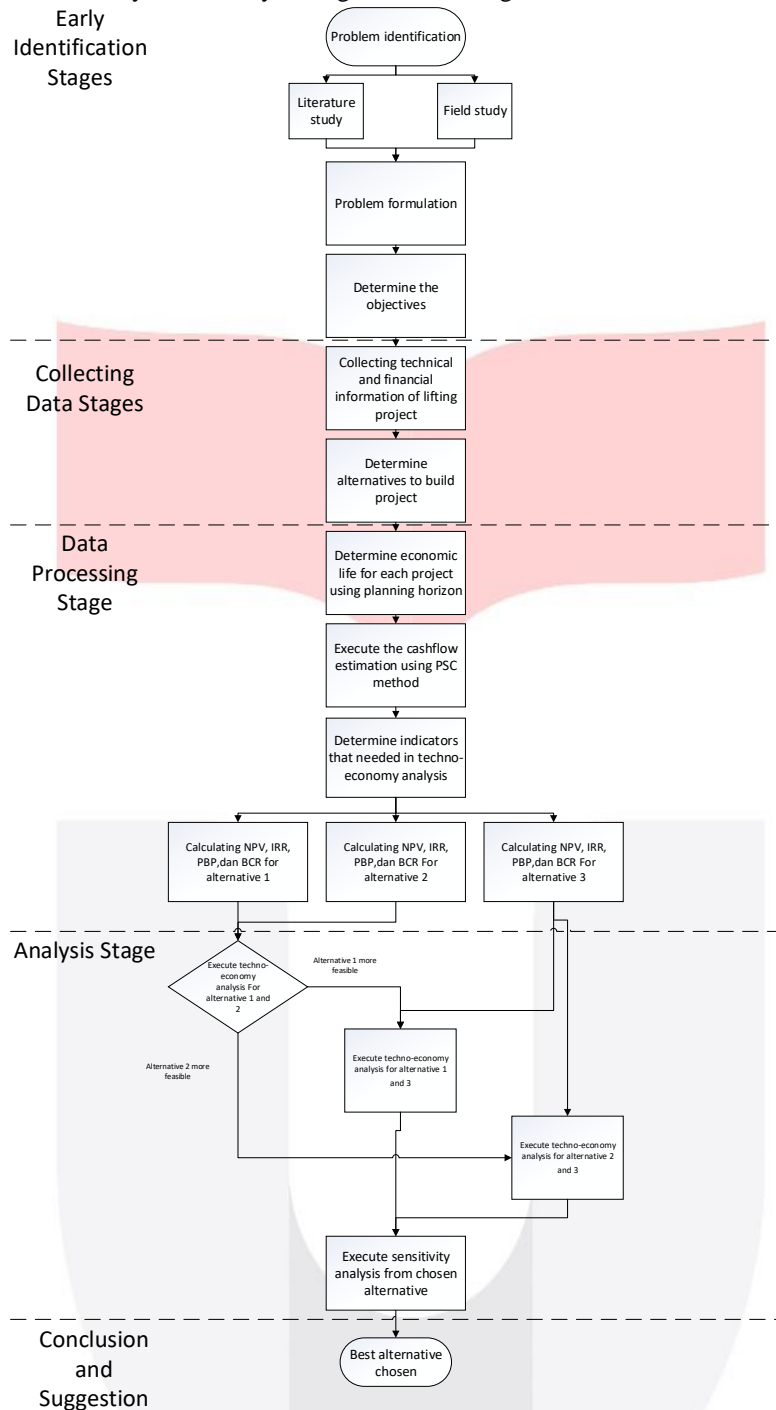 Early
Identification
Stages
Problem identification
Literature
study
Field study
Problem formulation
Determine the
objectives
Collecting
Data Stages
Collecting technical
and financial
information of lifting
project
Determine
alternatives to build
project
Data
Processing
Stage
Determine economic
life for each project
using planning horizon
Execute the cashflow
estimation using PSC
method
Determine indicators
that needed in techno-
economy analysis
Calculating NPV, IRR,
PBP,dan BCR for
alternative 1
Calculating NPV, IRR,
PBP,dan BCR For
alternative 2
Calculating NPV, IRR,
PBP,dan BCR For
alternative 3
Analysis Stage
Execute techno-
economy
analysis For
alternative 1 and
2
Alternative 1 more
feasible
Execute techno-economy
analysis for alternative 1
and 3
Alternative 2 more
feasible
Execute techno-economy
analysis for alternative 2
and 3
Execute sensitivity
analysis from chosen
alternative
Conclusion
and
Suggestion
Best alternative
chosen